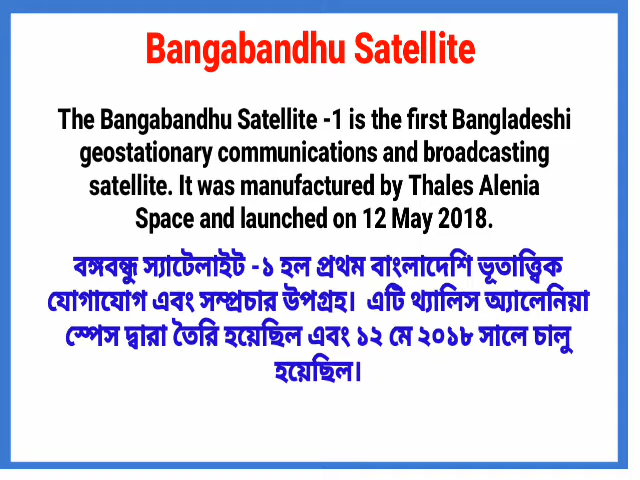 Bangabandhu Satellite
The Bangabandhu Satellite -1 is the first Bangladeshi
geostationary communications and broadcasting
satellite. It was manufactured by Thales Alenia
Space and launched on 12 May 2018.
বঙ্গবন্ধু স্যাটেলাইট -১ হল প্রথম বাংলাদেশি ভূতাত্ত্বিক
যোগাযোগ এবং সম্প্রচার উপগ্রহ। এটি থ্যালিস অ্যালেনিয়া
স্পেস দ্বারা তৈরি হয়েছিল এবং ১২ মে ২০১৮ সালে চালু
হয়েছিল।